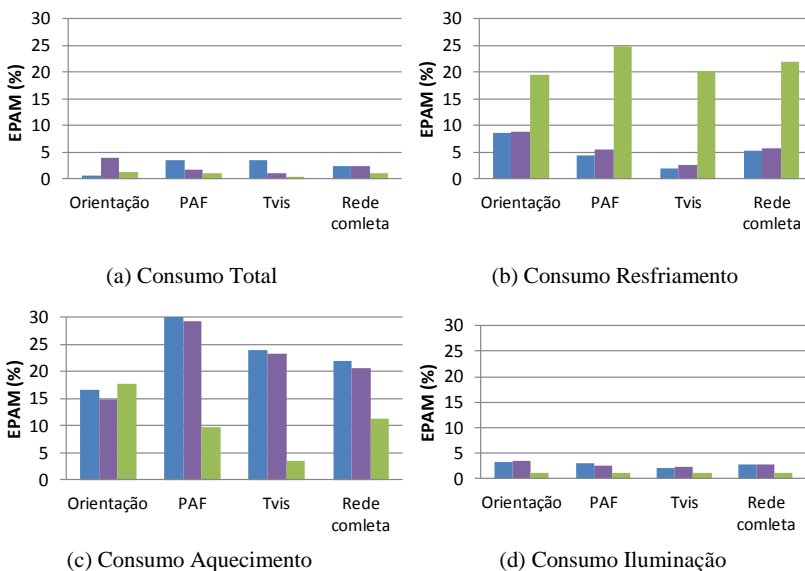 30
25
20
15
10
5
0
EPAM (%)
Orientação PAF Tvis Rede
comleta
(a) Consumo Total
30
25
20
15
10
5
0
EPAM (%)
Orientação PAF Tvis Rede
comleta
(b) Consumo Resfriamento
30
25
20
15
10
5
0
EPAM (%)
Orientação PAF Tvis Rede
comleta
(c) Consumo Aquecimento
30
25
20
15
10
5
0
EPAM (%)
Orientação PAF Tvis Rede
comleta
(d) Consumo Iluminação